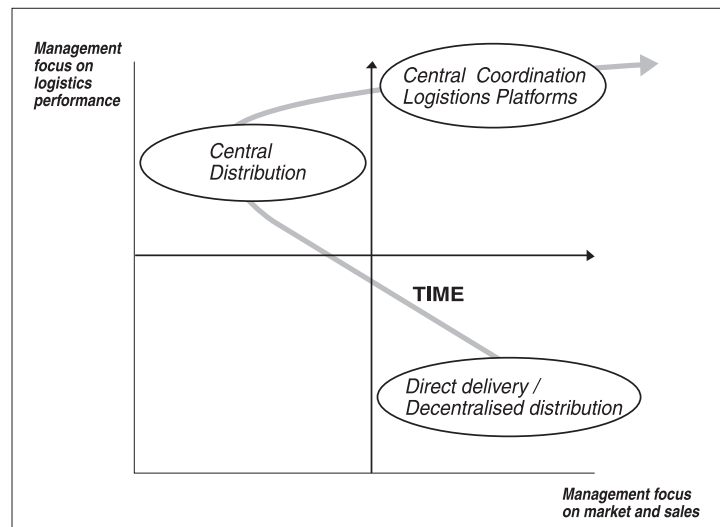 Management
focus on
logistics
performance
Central Coordination
Logistions Platforms
Central
Distribution
TIME
Direct delivery /
Decentralised distribution
Management focus
on market and sales